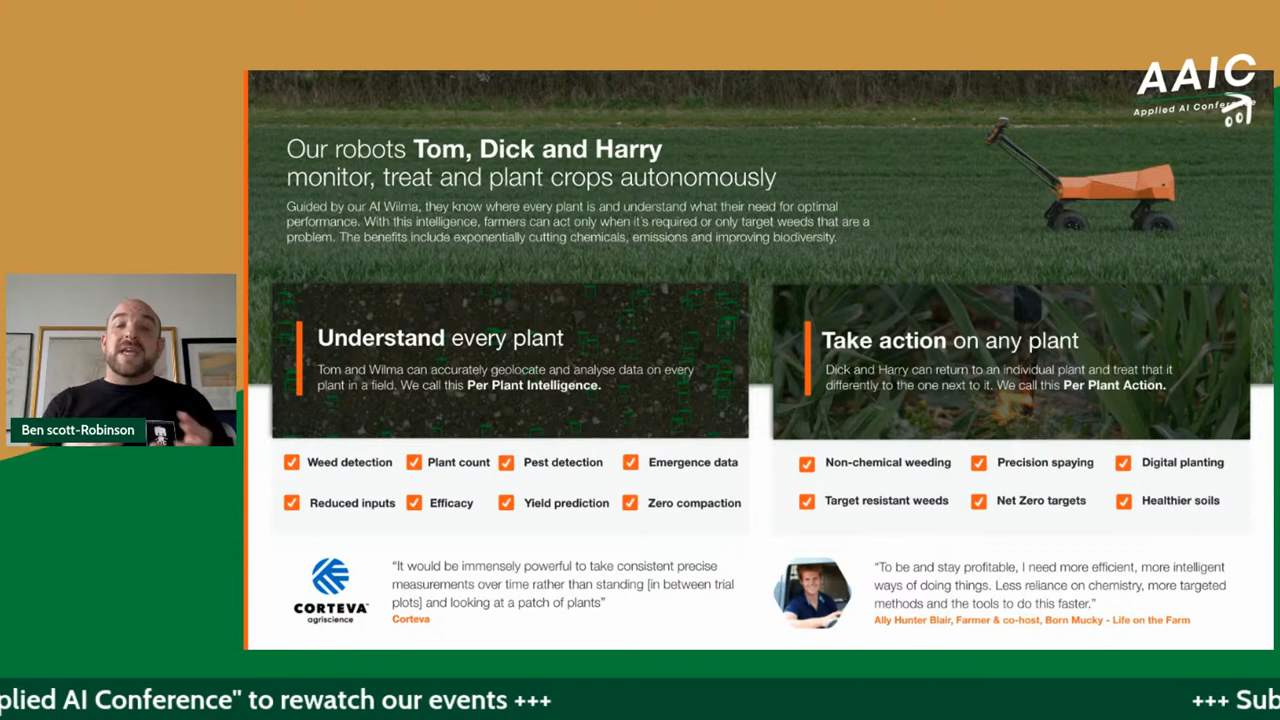 AAIC
Applied AI Conference
Our robots Tom, Dick and Harry
monitor, treat and plant crops autonomously
Guided by our AI Wilma, they know where every plant is and understand what their need for optimal
performance. With this intelligence, farmers can act only when it's required or only target weeds that are a
problem. The benefits include exponentially cutting chemicals, emissions and improving biodiversity.
Understand every plant
Tom and Wilma can accurately geolocate and analyse data on every
plant in a field. We call this Per Plant Intelligence.
Take action on any plant
Dick and Harry can return to an individual plant and treat that it
differently to the one next to it. We call this Per Plant Action.
Ben scott-Robinson
Weed detection Plant count Pest detection Emergence data
Reduced inputs Efficacy Yield prediction Zero compaction
Non-chemical weeding Precision spaying Digital planting
Target resistant weeds Net Zero targets Healthier soils
CORTEVA
agriscience
“It would be immensely powerful to take consistent precise
measurements over time rather than standing [in between trial
plots] and looking at a patch of plants”
Corteva
“To be and stay profitable, I need more efficient, more intelligent
ways of doing things. Less reliance on chemistry, more targeted
methods and the tools to do this faster.”
Ally Hunter Blair, Farmer & co-host, Born Mucky - Life on the Farm
plied AI Conference" to rewatch our events +++ +++ Sub